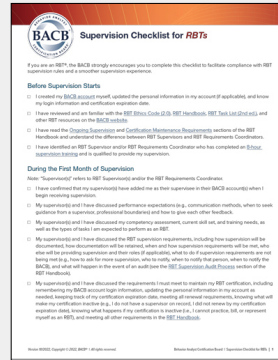 BEHAVIOR ANALYST
BACB®
CERTIFICATION BOARD
Supervision Checklist for RBTs
If you are an RBT®, the BACB strongly encourages you to complete this checklist to facilitate compliance with RBT
supervision rules and a smoother supervision experience.
Before Supervision Starts
□ I created my BACB account myself, updated the personal information in my account (if applicable), and know
my login information and certification expiration date.
□ I have reviewed and am familiar with the RBT Ethics Code (2.0), RBT Handbook, RBT Task List (2nd ed.), and
other RBT resources on the BACB website.
□ I have read the Ongoing Supervision and Certification Maintenance Requirements sections of the RBT
Handbook and understand the difference between RBT Supervisors and RBT Requirements Coordinators.
□ I have identified an RBT Supervisor and/or RBT Requirements Coordinator who has completed an 8-hour
supervision training and is qualified to provide my supervision.
During the First Month of Supervision
Note: "Supervisor(s)" refers to RBT Supervisor(s) and/or the RBT Requirements Coordinator
□ I have confirmed that my supervisor(s) have added me as their supervisee in their BACB account(s) when I
begin receiving supervision.
□ My supervisor(s) and I have discussed performance expectations (e.g., communication methods, when to seek
guidance from a supervisor, professional boundaries) and how to give each other feedback.
□ My supervisor(s) and I have discussed my competency assessment, current skill set, and training needs, as
well as the types of tasks I am expected to perform as an RBT.
□ My supervisor(s) and I have discussed the RBT supervision requirements, including how supervision will be
documented, how documentation will be retained, when and how supervision requirements will be met, who
will be providing supervision and their roles (if applicable), what to do if supervision requirements are not
being met (e.g., how to ask for more supervision, who to notify, when to notify that person, when to notify the
BACB), and what will happen in the event of an audit (see the RBT Supervision Audit Process section of the
RBT Handbook).
□ My supervisor(s) and I have discussed the requirements I must meet to maintain my RBT certification, including
remembering my BACB account login information, updating the personal information in my account as
needed, keeping track of my certification expiration date, meeting all renewal requirements, knowing what will
make my certification inactive (e.g., I do not have a supervisor on record, I did not renew by my certification
expiration date), knowing what happens if my certification is inactive (i.e., I cannot practice, bill, or represent
myself as an RBT), and meeting all other requirements in the RBT Handbook.
Behavior Analyst Certification Board | Supervision Checklist for RBTs | 1